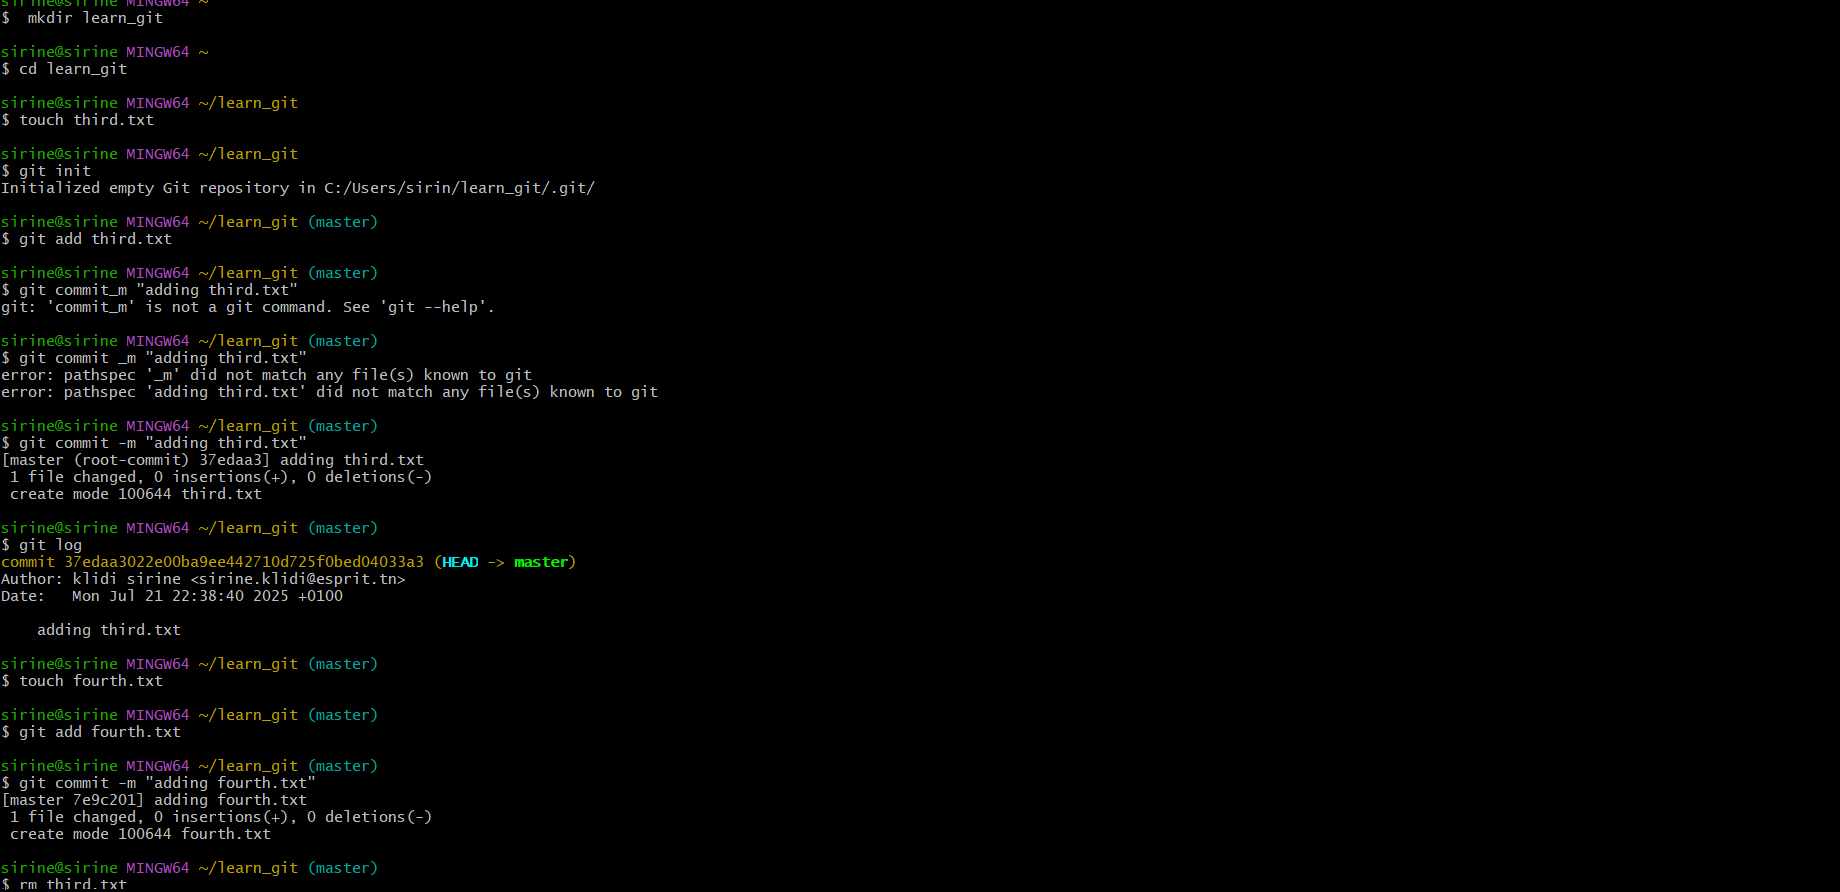 sirine@sirine MINGW64 ~
$  mkdir learn_git
sirine@sirine MINGW64 ~
$ cd learn_git
sirine@sirine MINGW64 ~/learn_git
$ touch third.txt
sirine@sirine MINGW64 ~/learn_git
$ git init
Initialized empty Git repository in C:/Users/sirin/learn_git/.git/
sirine@sirine MINGW64 ~/learn_git (master)
$ git add third.txt
sirine@sirine MINGW64 ~/learn_git (master)
$ git commit_m "adding third.txt"
git: 'commit_m' is not a git command. See 'git --help'.
sirine@sirine MINGW64 ~/learn_git (master)
$ git commit _m "adding third.txt"
error: pathspec '_m' did not match any file(s) known to git
error: pathspec 'adding third.txt' did not match any file(s) known to git
sirine@sirine MINGW64 ~/learn_git (master)
$ git commit -m "adding third.txt"
[master (root-commit) 37edaa3] adding third.txt
 1 file changed, 0 insertions(+), 0 deletions(-)
 create mode 100644 third.txt
sirine@sirine MINGW64 ~/learn_git (master)
$ git log
commit 37edaa3022e00ba9ee442710d725f0bed04033a3 (HEAD -> master)
Author: klidi sirine <sirine.klidi@esprit.tn>
Date:   Mon Jul 21 22:38:40 2025 +0100
    adding third.txt
sirine@sirine MINGW64 ~/learn_git (master)
$ touch fourth.txt
sirine@sirine MINGW64 ~/learn_git (master)
$ git add fourth.txt
sirine@sirine MINGW64 ~/learn_git (master)
$ git commit -m "adding fourth.txt"
[master 7e9c201] adding fourth.txt
 1 file changed, 0 insertions(+), 0 deletions(-)
 create mode 100644 fourth.txt
sirine@sirine MINGW64 ~/learn_git (master)
$ rm third.txt